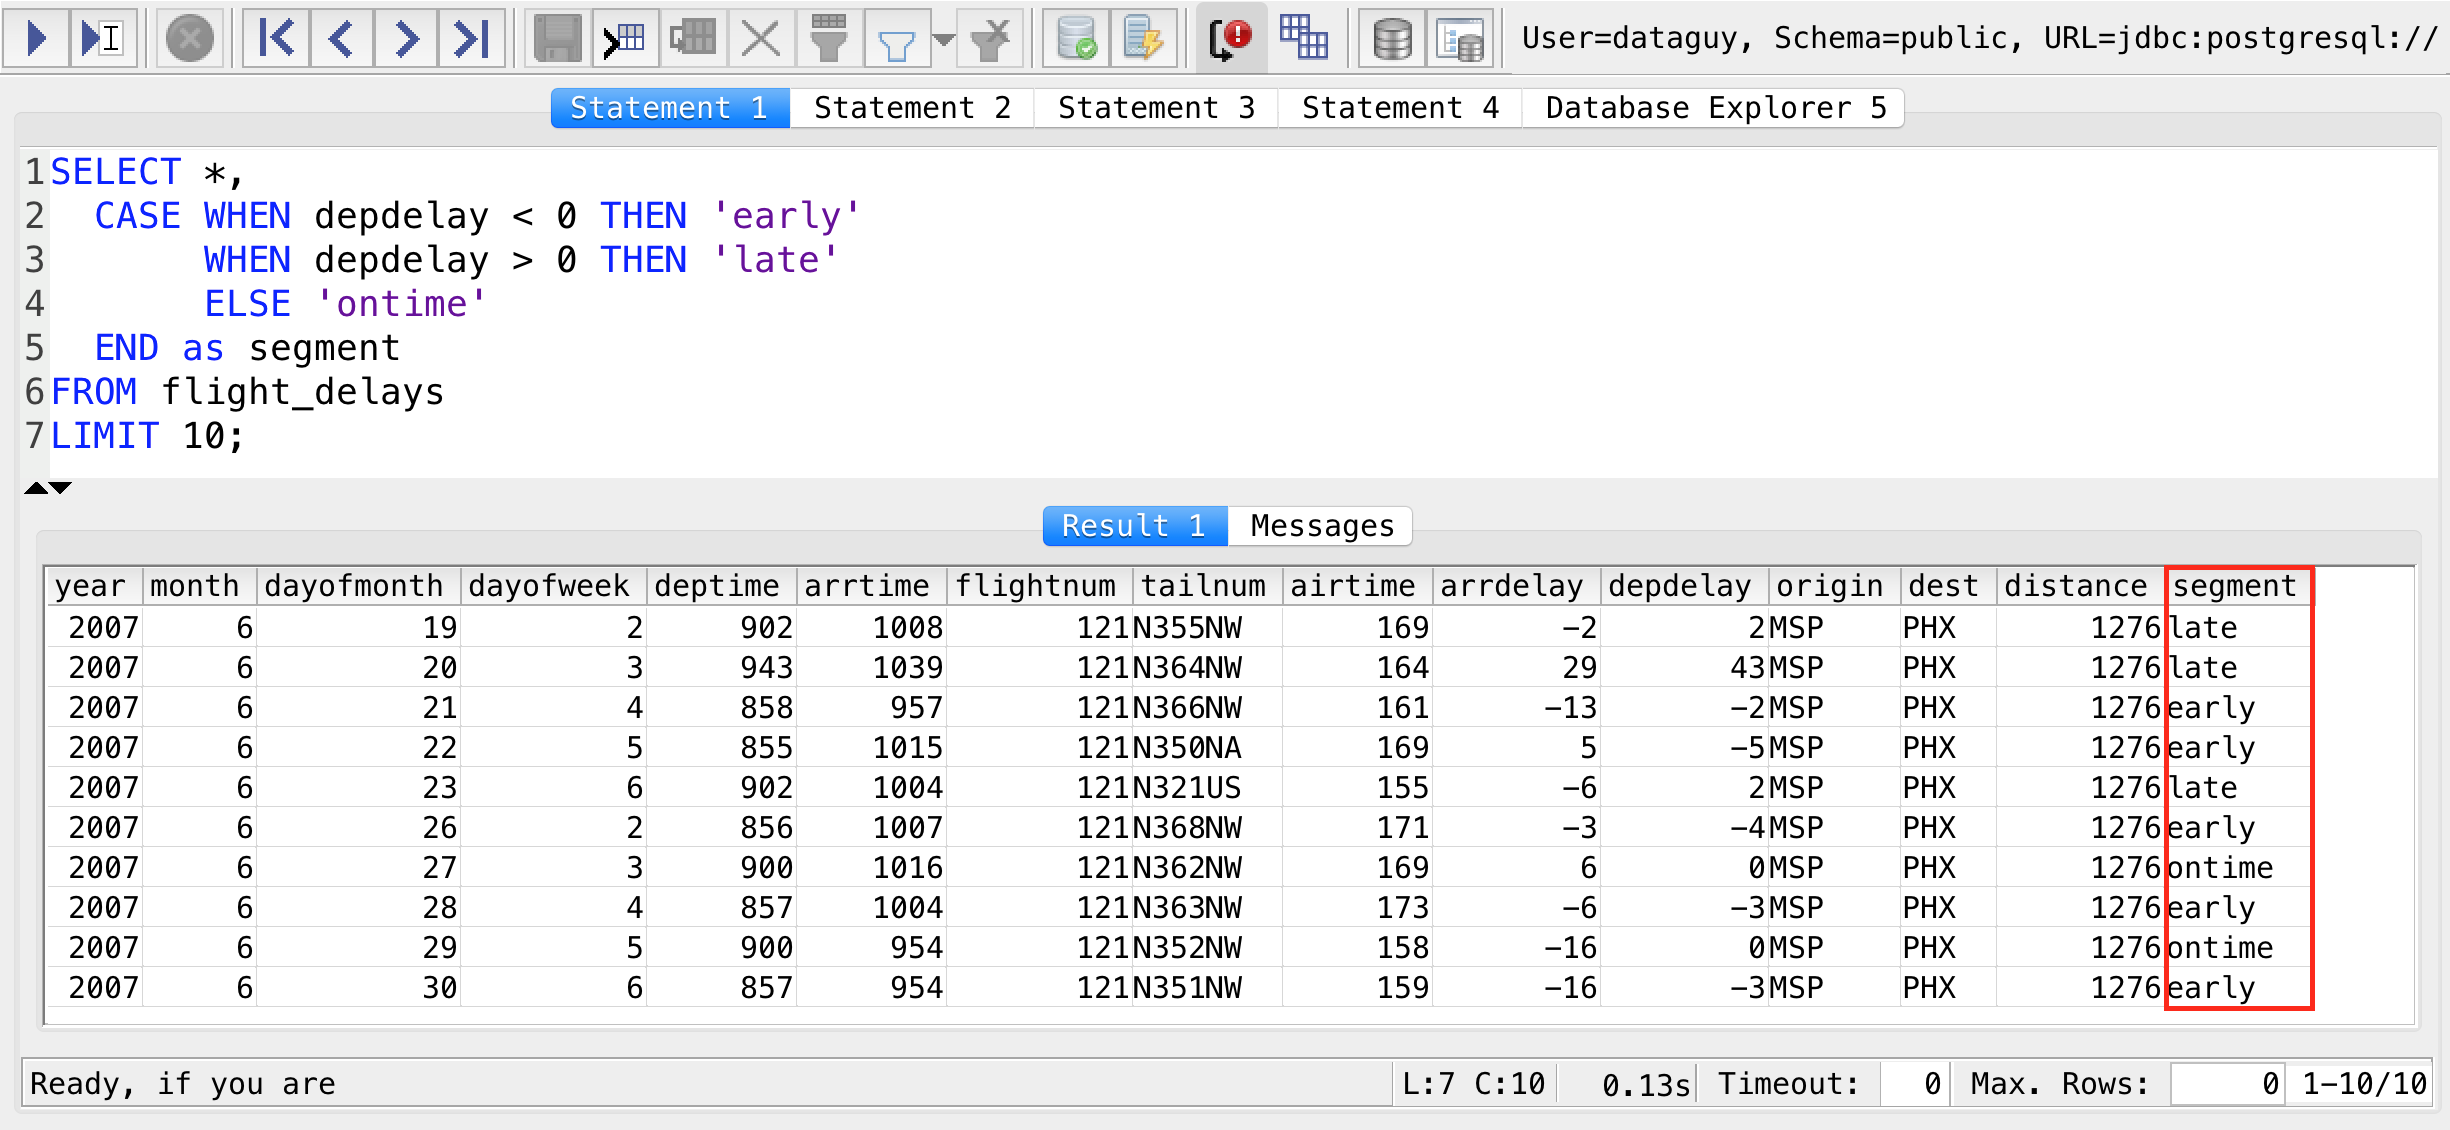 User=dataguy, Schema=public, URL=jdbc:postgresql://
Statement 1 Statement 2 Statement 3 Statement 4 Database Explorer 5
1 SELECT *,
2   CASE WHEN depdelay < 0 THEN 'early'
3        WHEN depdelay > 0 THEN 'late'
4        ELSE 'ontime'
5   END as segment
6 FROM flight_delays
7 LIMIT 10;
Result 1 Messages
year month dayofmonth dayofweek deptime arrtime flightnum tailnum airtime arrdelay depdelay origin dest distance segment
2007 6 19 2 902 1008 121 N355NW 169 −2 2 MSP PHX 1276 late
2007 6 20 3 943 1039 121 N364NW 164 29 43 MSP PHX 1276 late
2007 6 21 4 858 957 121 N366NW 161 −13 −2 MSP PHX 1276 early
2007 6 22 5 855 1015 121 N350NA 169 5 −5 MSP PHX 1276 early
2007 6 23 6 902 1004 121 N321US 155 −6 2 MSP PHX 1276 late
2007 6 26 2 856 1007 121 N368NW 171 −3 −4 MSP PHX 1276 early
2007 6 27 3 900 1016 121 N362NW 169 6 0 MSP PHX 1276 ontime
2007 6 28 4 857 1004 121 N363NW 173 −6 −3 MSP PHX 1276 early
2007 6 29 5 900 954 121 N352NW 158 −16 0 MSP PHX 1276 ontime
2007 6 30 6 857 954 121 N351NW 159 −16 −3 MSP PHX 1276 early
Ready, if you are L:7 C:10 0.13s Timeout: 0 Max. Rows: 0 1−10/10